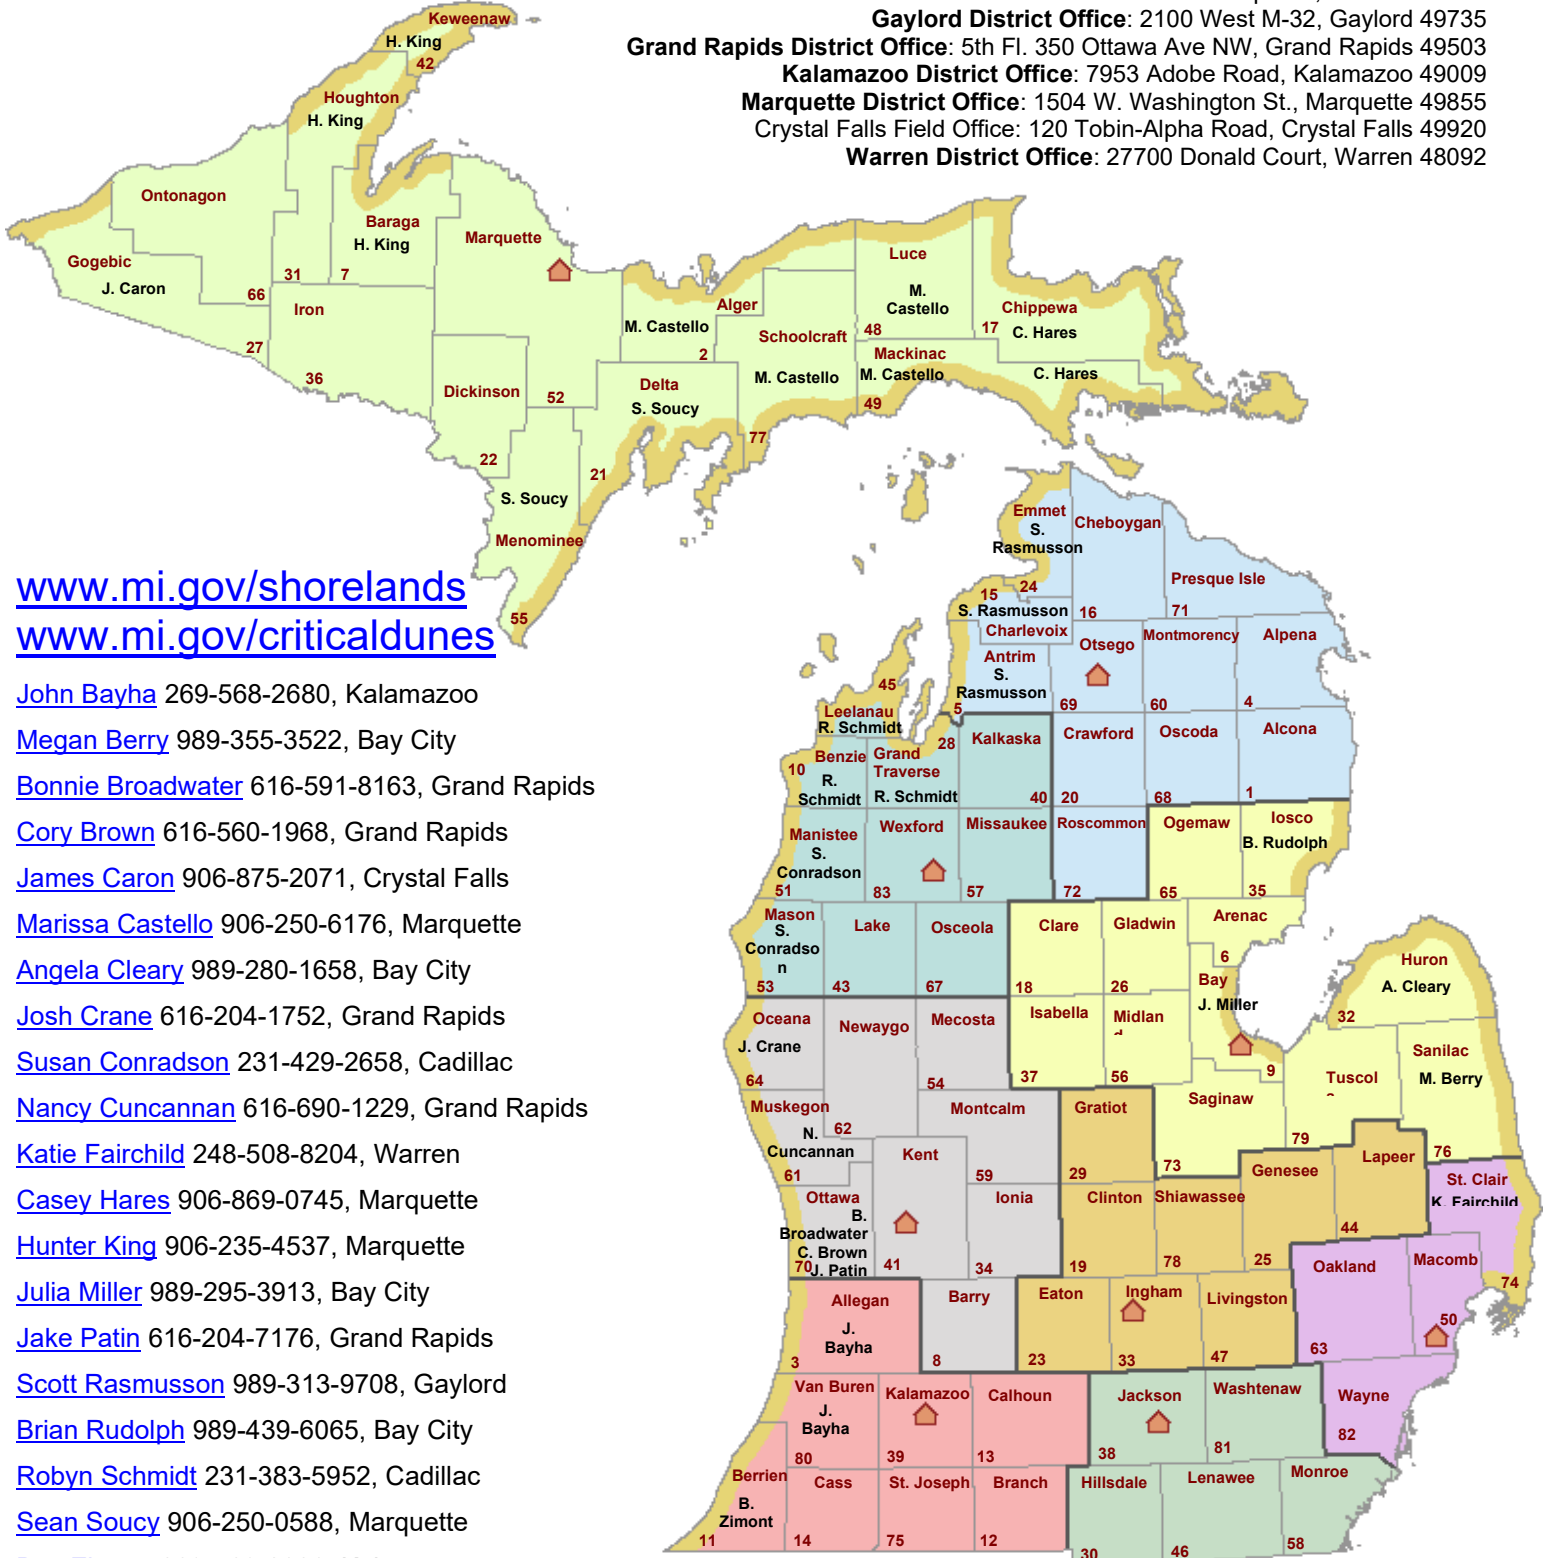 Gaylord District Office: 2100 West M-32, Gaylord 49735
Grand Rapids District Office: 5th Fl. 350 Ottawa Ave NW, Grand Rapids 49503
Kalamazoo District Office: 7953 Adobe Road, Kalamazoo 49009
Marquette District Office: 1504 W. Washington St., Marquette 49855
Crystal Falls Field Office: 120 Tobin-Alpha Road, Crystal Falls 49920
Warren District Office: 27700 Donald Court, Warren 48092
Keweenaw
H. King
42
Houghton
H. King
31
Ontonagon
66
Baraga
H. King
7
Marquette
52
Gogebic
J. Caron
27
Iron
36
Dickinson
22
Alger
M. Castello
2
Delta
S. Soucy
21
Schoolcraft
M. Castello
77
Luce
M.
Castello
48
Mackinac
M. Castello
C. Hares
49
Chippewa
C. Hares
17
S. Soucy
Menominee
55
www.mi.gov/shorelands
www.mi.gov/criticaldunes
John Bayha 269-568-2680, Kalamazoo
Megan Berry 989-355-3522, Bay City
Bonnie Broadwater 616-591-8163, Grand Rapids
Cory Brown 616-560-1968, Grand Rapids
James Caron 906-875-2071, Crystal Falls
Marissa Castello 906-250-6176, Marquette
Angela Cleary 989-280-1658, Bay City
Josh Crane 616-204-1752, Grand Rapids
Susan Conradson 231-429-2658, Cadillac
Nancy Cuncannan 616-690-1229, Grand Rapids
Katie Fairchild 248-508-8204, Warren
Casey Hares 906-869-0745, Marquette
Hunter King 906-235-4537, Marquette
Julia Miller 989-295-3913, Bay City
Jake Patin 616-204-7176, Grand Rapids
Scott Rasmusson 989-313-9708, Gaylord
Brian Rudolph 989-439-6065, Bay City
Robyn Schmidt 231-383-5952, Cadillac
Sean Soucy 906-250-0588, Marquette
Emmet
S.
Rasmusson
24
Cheboygan
16
Presque Isle
71
15
S. Rasmusson
Charlevoix
Antrim
S.
Rasmusson
5
Otsego
69
Montmorency
60
Alpena
4
45
Leelanau
R. Schmidt
Benzie
R.
Schmidt
10
Grand
Traverse
R. Schmidt
28
Kalkaska
40
Crawford
20
Oscoda
68
Alcona
1
Manistee
S.
Conradson
51
Wexford
83
Missaukee
57
Roscommon
72
Ogemaw
65
Iosco
B. Rudolph
35
Mason
S.
Conradso
n
53
Lake
43
Osceola
67
Clare
18
Gladwin
26
Arenac
6
Bay
J. Miller
9
Huron
A. Cleary
32
Oceana
J. Crane
64
Newaygo
62
Mecosta
54
Isabella
37
Midlan
56
Saginaw
73
Tuscol
79
Sanilac
M. Berry
76
Muskegon
N.
Cuncannan
61
Montcalm
59
Gratiot
29
Kent
41
Ottawa
B.
Broadwater
C. Brown
J. Patin
70
Ionia
34
Clinton
19
Shiawassee
78
Genesee
25
Lapeer
44
St. Clair
K. Fairchild
74
Allegan
J.
Bayha
3
Barry
8
Eaton
23
Ingham
33
Livingston
47
Oakland
63
Macomb
50
Van Buren
J.
Bayha
80
Kalamazoo
39
Calhoun
13
Jackson
38
Washtenaw
81
Wayne
82
Berrien
B.
Zimont
11
Cass
14
St. Joseph
75
Branch
12
Hillsdale
30
Lenawee
46
Monroe
58